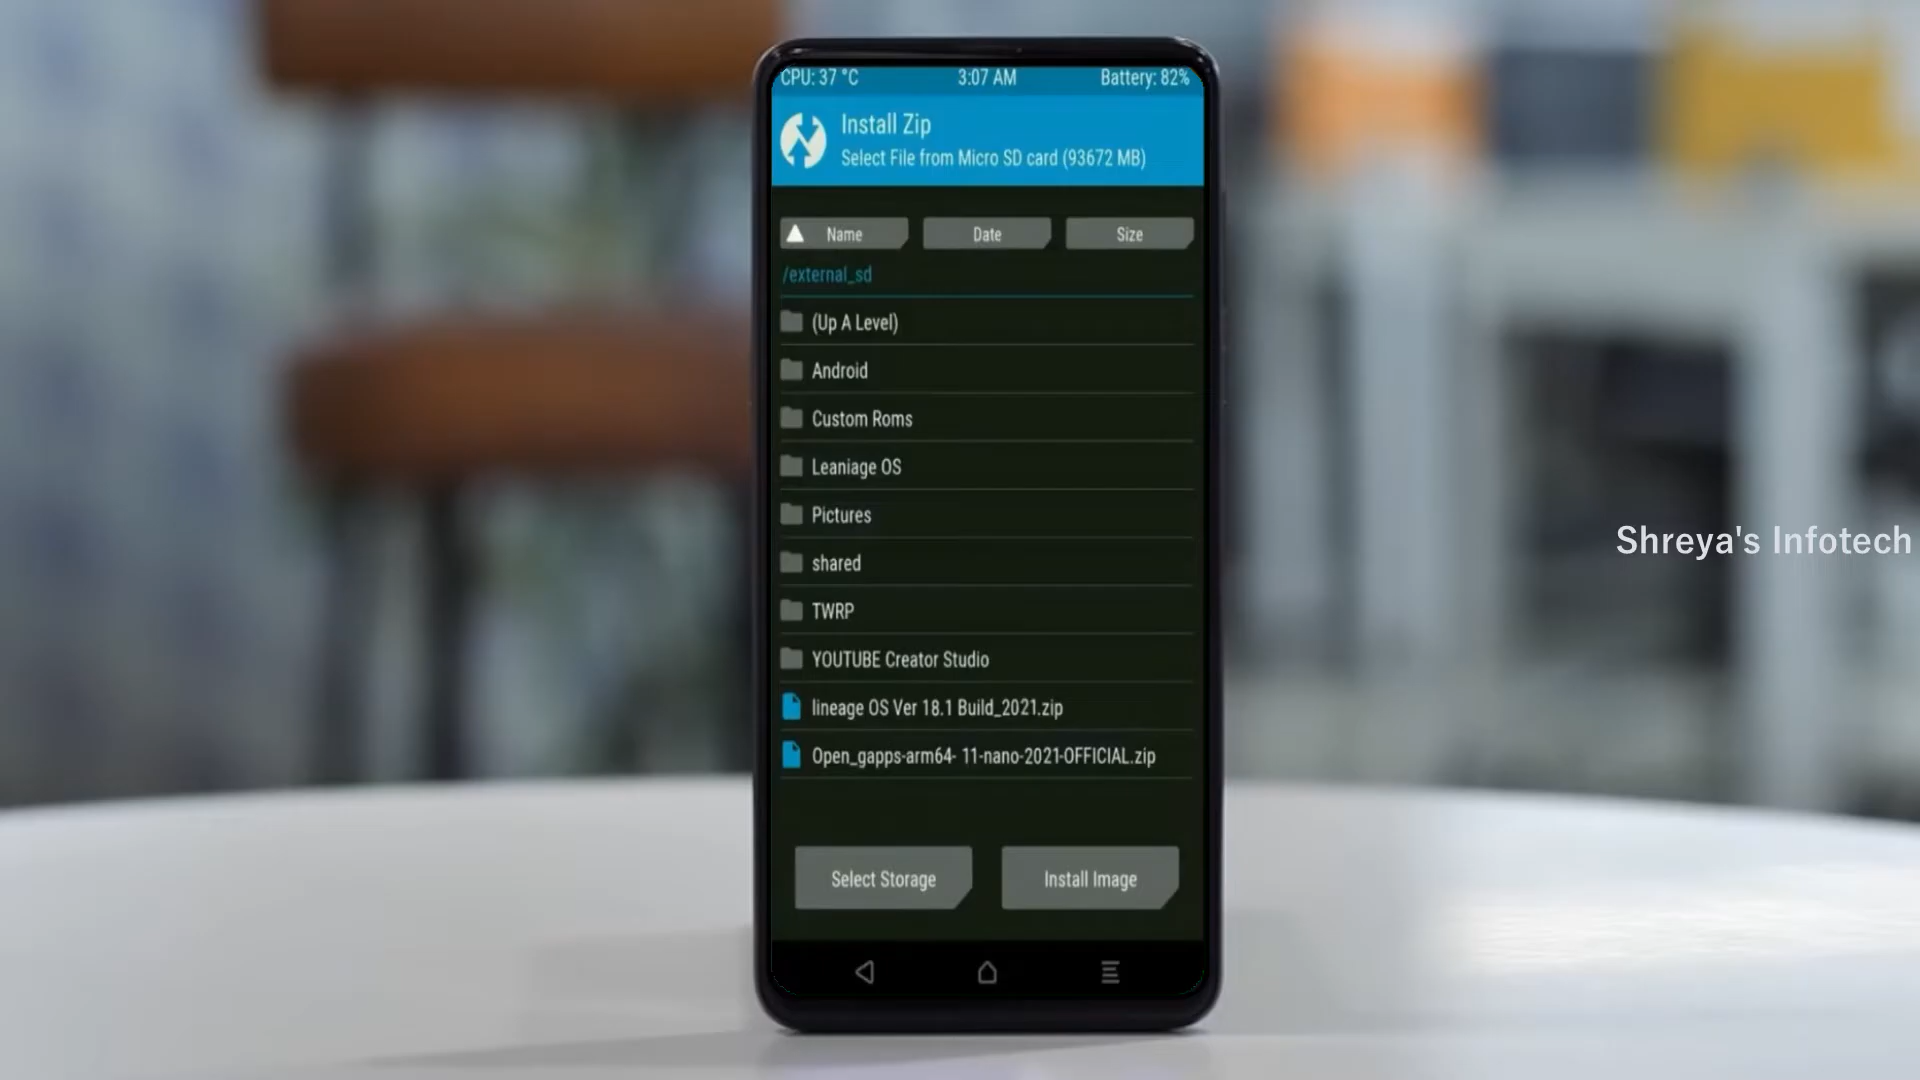 CPU: 37 °C 3:07 AM Battery: 82%
Install Zip
Select File from Micro SD card (93672 MB)
Name Date Size
/external_sd
(Up A Level)
Android
Custom Roms
Leaniage OS
Pictures
shared
TWRP
YOUTUBE Creator Studio
lineage OS Ver 18.1 Build_2021.zip
Open_gapps-arm64- 11-nano-2021-OFFICIAL.zip
Select Storage Install Image
Shreya's Infotech